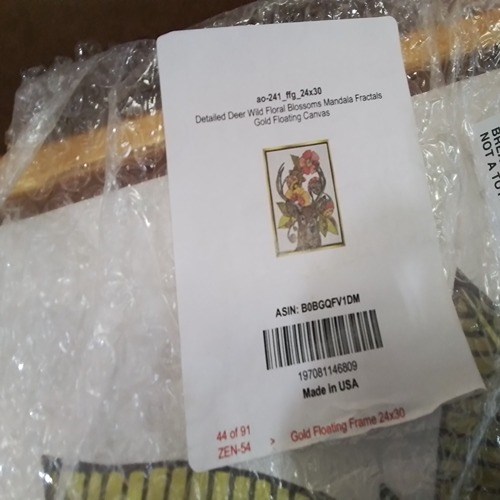 ao-241_ffg_24x30
Detailed Deer Wild Floral Blossoms Mandala Fractals
Gold Floating Canvas
ASIN: B0BGQFV1DM
197081146809
Made in USA
44 of 91
ZEN-54 > Gold Floating Frame 24x30
NOT A TOY